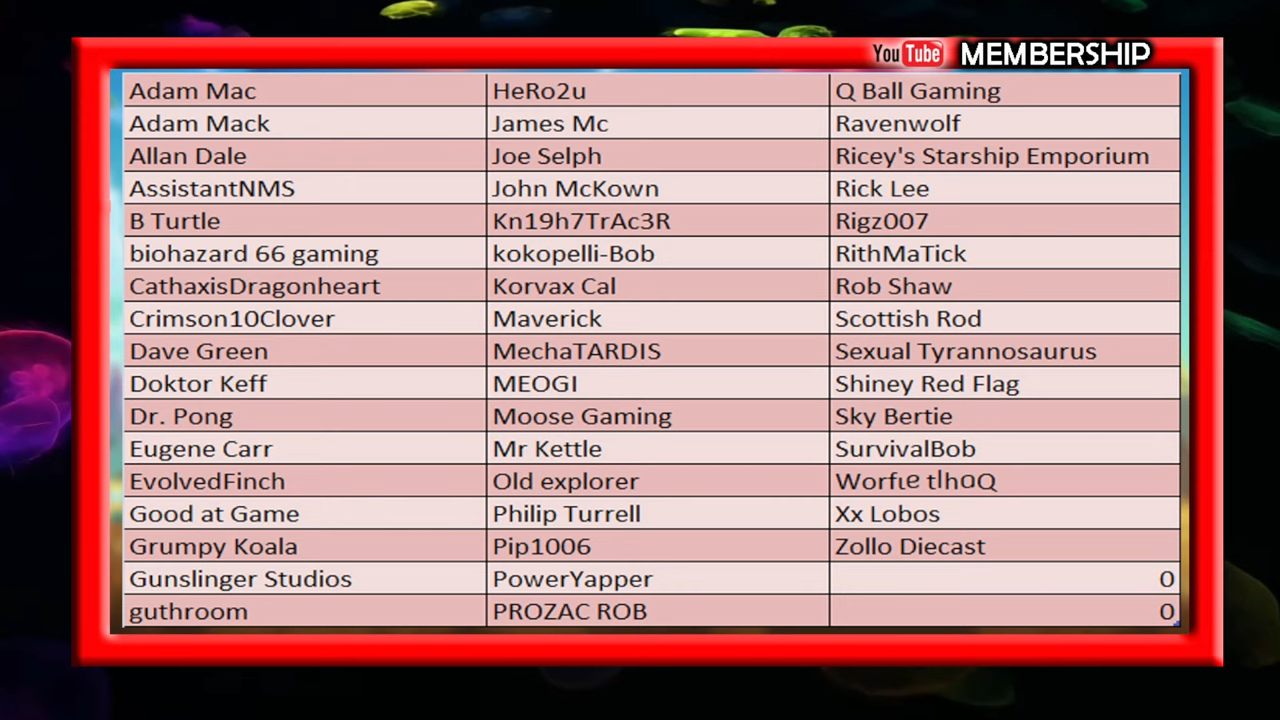 You Tube MEMBERSHIP
Adam Mac HeRo2u Q Ball Gaming
Adam Mack James Mc Ravenwolf
Allan Dale Joe Selph Ricey's Starship Emporium
AssistantNMS John McKown Rick Lee
B Turtle Kn19h7TrAc3R Rigz007
biohazard 66 gaming kokopelli-Bob RithMaTick
CathaxisDragonheart Korvax Cal Rob Shaw
Crimson10Clover Maverick Scottish Rod
Dave Green MechaTARDIS Sexual Tyrannosaurus
Doktor Keff MEOGI Shiney Red Flag
Dr. Pong Moose Gaming Sky Bertie
Eugene Carr Mr Kettle SurvivalBob
EvolvedFinch Old explorer
Good at Game Philip Turrell Xx Lobos
Grumpy Koala Pip1006 Zollo Diecast
Gunslinger Studios PowerYapper 0
guthroom PROZAC ROB 0